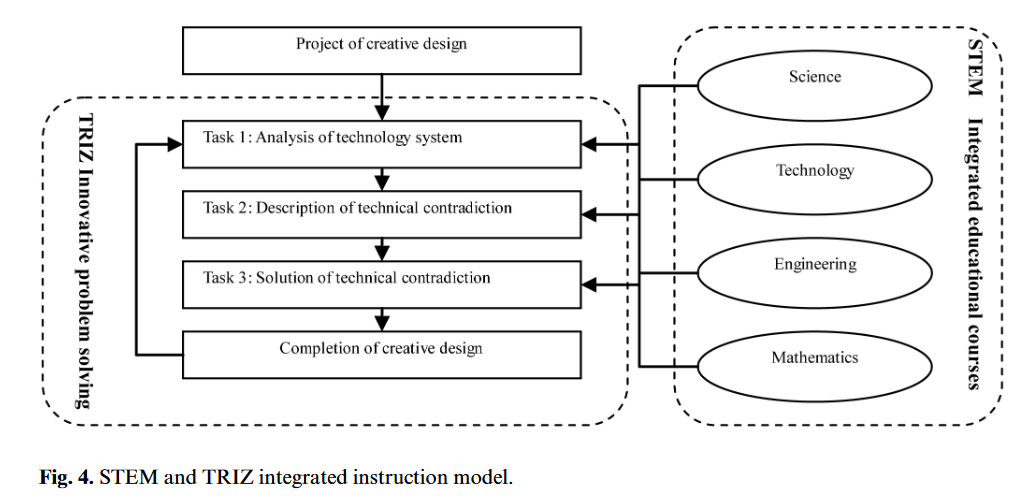 Project of creative design
TRIZ Innovative problem solving
Task 1: Analysis of technology system
Task 2: Description of technical contradiction
Task 3: Solution of technical contradiction
Completion of creative design
STEM Integrated educational courses
Science
Technology
Engineering
Mathematics
Fig. 4. STEM and TRIZ integrated instruction model.